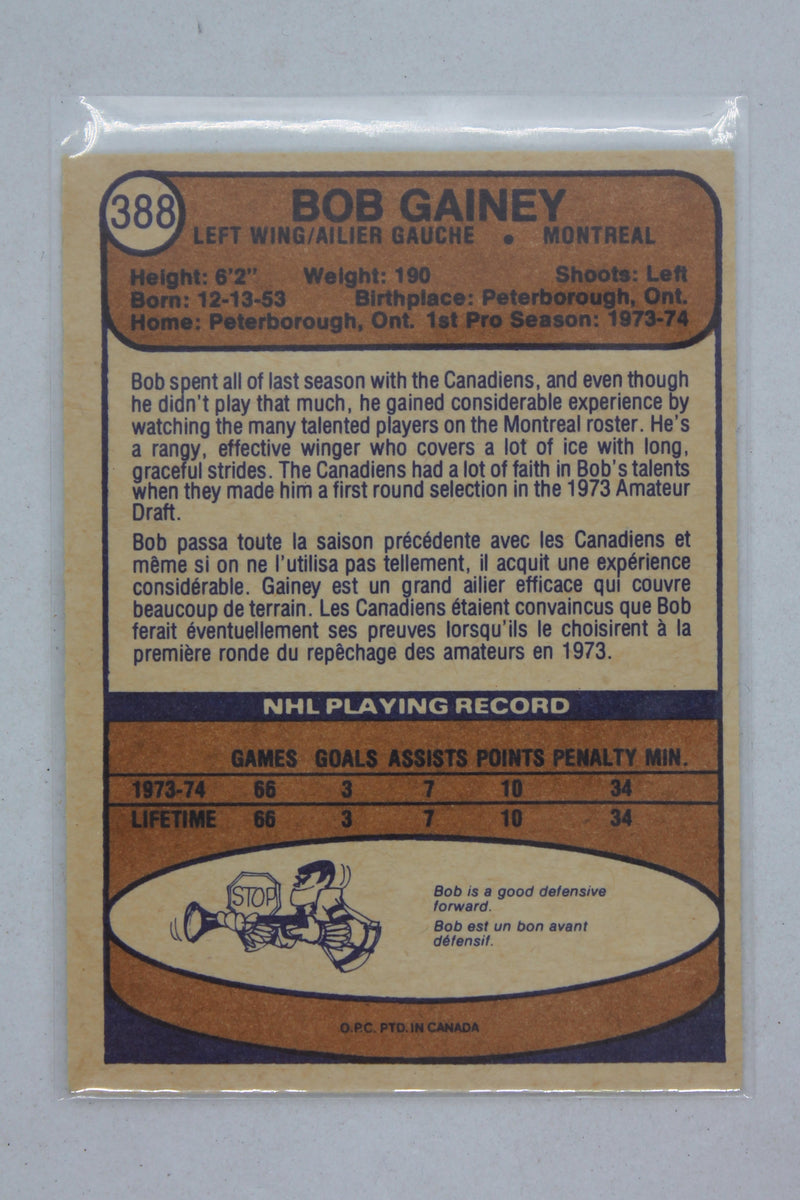 388
BOB GAINEY
LEFT WING/AILIER GAUCHE • MONTREAL
Height: 6'2" Weight: 190 Shoots: Left
Born: 12-13-53 Birthplace: Peterborough, Ont.
Home: Peterborough, Ont. 1st Pro Season: 1973-74
Bob spent all of last season with the Canadiens, and even though
he didn't play that much, he gained considerable experience by
watching the many talented players on the Montreal roster. He's
a rangy, effective winger who covers a lot of ice with long,
graceful strides. The Canadiens had a lot of faith in Bob's talents
when they made him a first round selection in the 1973 Amateur
Draft.
Bob passa toute la saison précédente avec les Canadiens et
même si on ne l'utilisa pas tellement, il acquit une expérience
considérable. Gainey est un grand ailier efficace qui couvre
beaucoup de terrain. Les Canadiens étaient convaincus que Bob
ferait éventuellement ses preuves lorsqu'ils le choisirent à la
première ronde du repêchage des amateurs en 1973.
NHL PLAYING RECORD
GAMES GOALS ASSISTS POINTS PENALTY MIN.
1973-74 66 3 7 10 34
LIFETIME 66 3 7 10 34
STOP
Bob is a good defensive
forward.
Bob est un bon avant
défensif.
O.P.C. PTD. IN CANADA